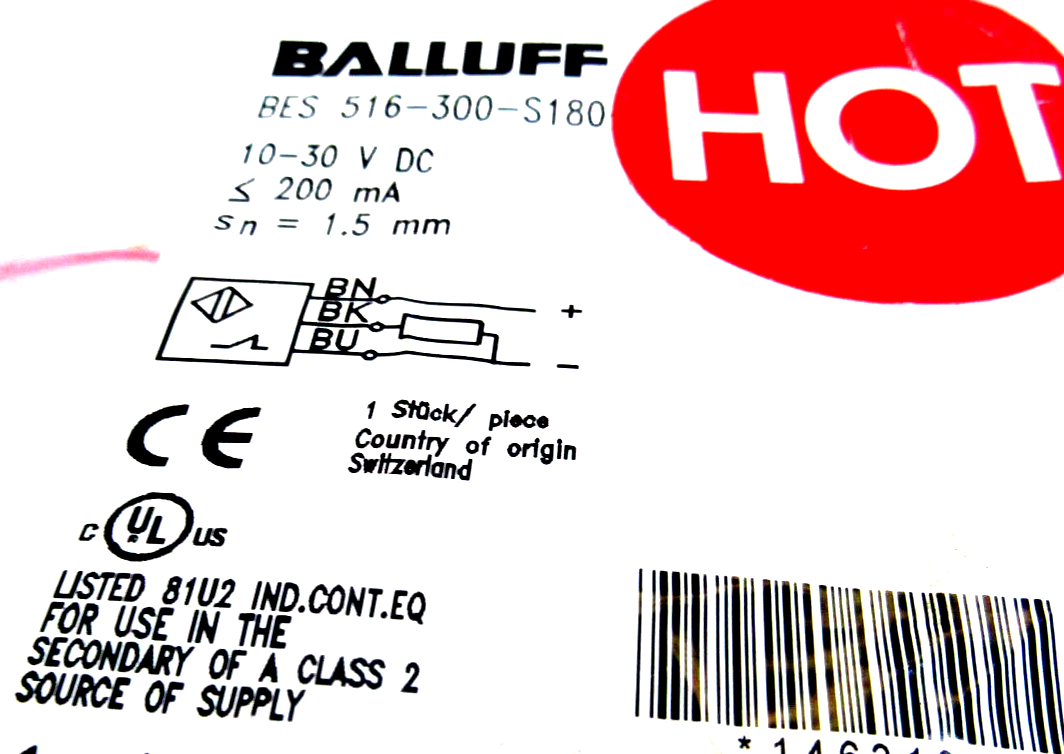 BALLUFF
HOT
BES 516-300-S180
10-30 V DC
≤ 200 mA
sn = 1.5 mm
BN
+
BK
BU
−
CE
1 Stück/ piece
Country of origin
Switzerland
C UL US
LISTED 81U2 IND.CONT.EQ
FOR USE IN THE
SECONDARY OF A CLASS 2
SOURCE OF SUPPLY